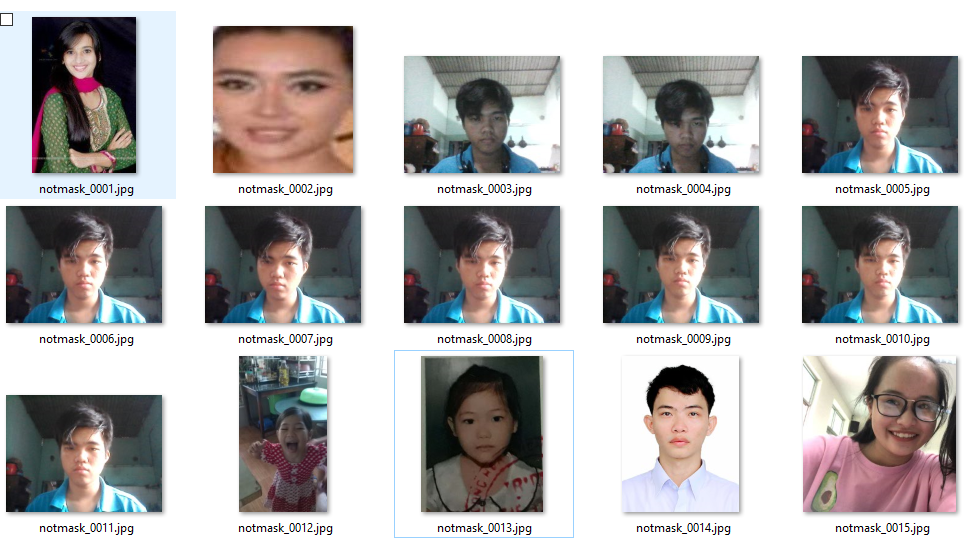 notmask_0001.jpg
notmask_0002.jpg
notmask_0003.jpg
notmask_0004.jpg
notmask_0005.jpg
notmask_0006.jpg
notmask_0007.jpg
notmask_0008.jpg
notmask_0009.jpg
notmask_0010.jpg
notmask_0011.jpg
notmask_0012.jpg
notmask_0013.jpg
notmask_0014.jpg
notmask_0015.jpg